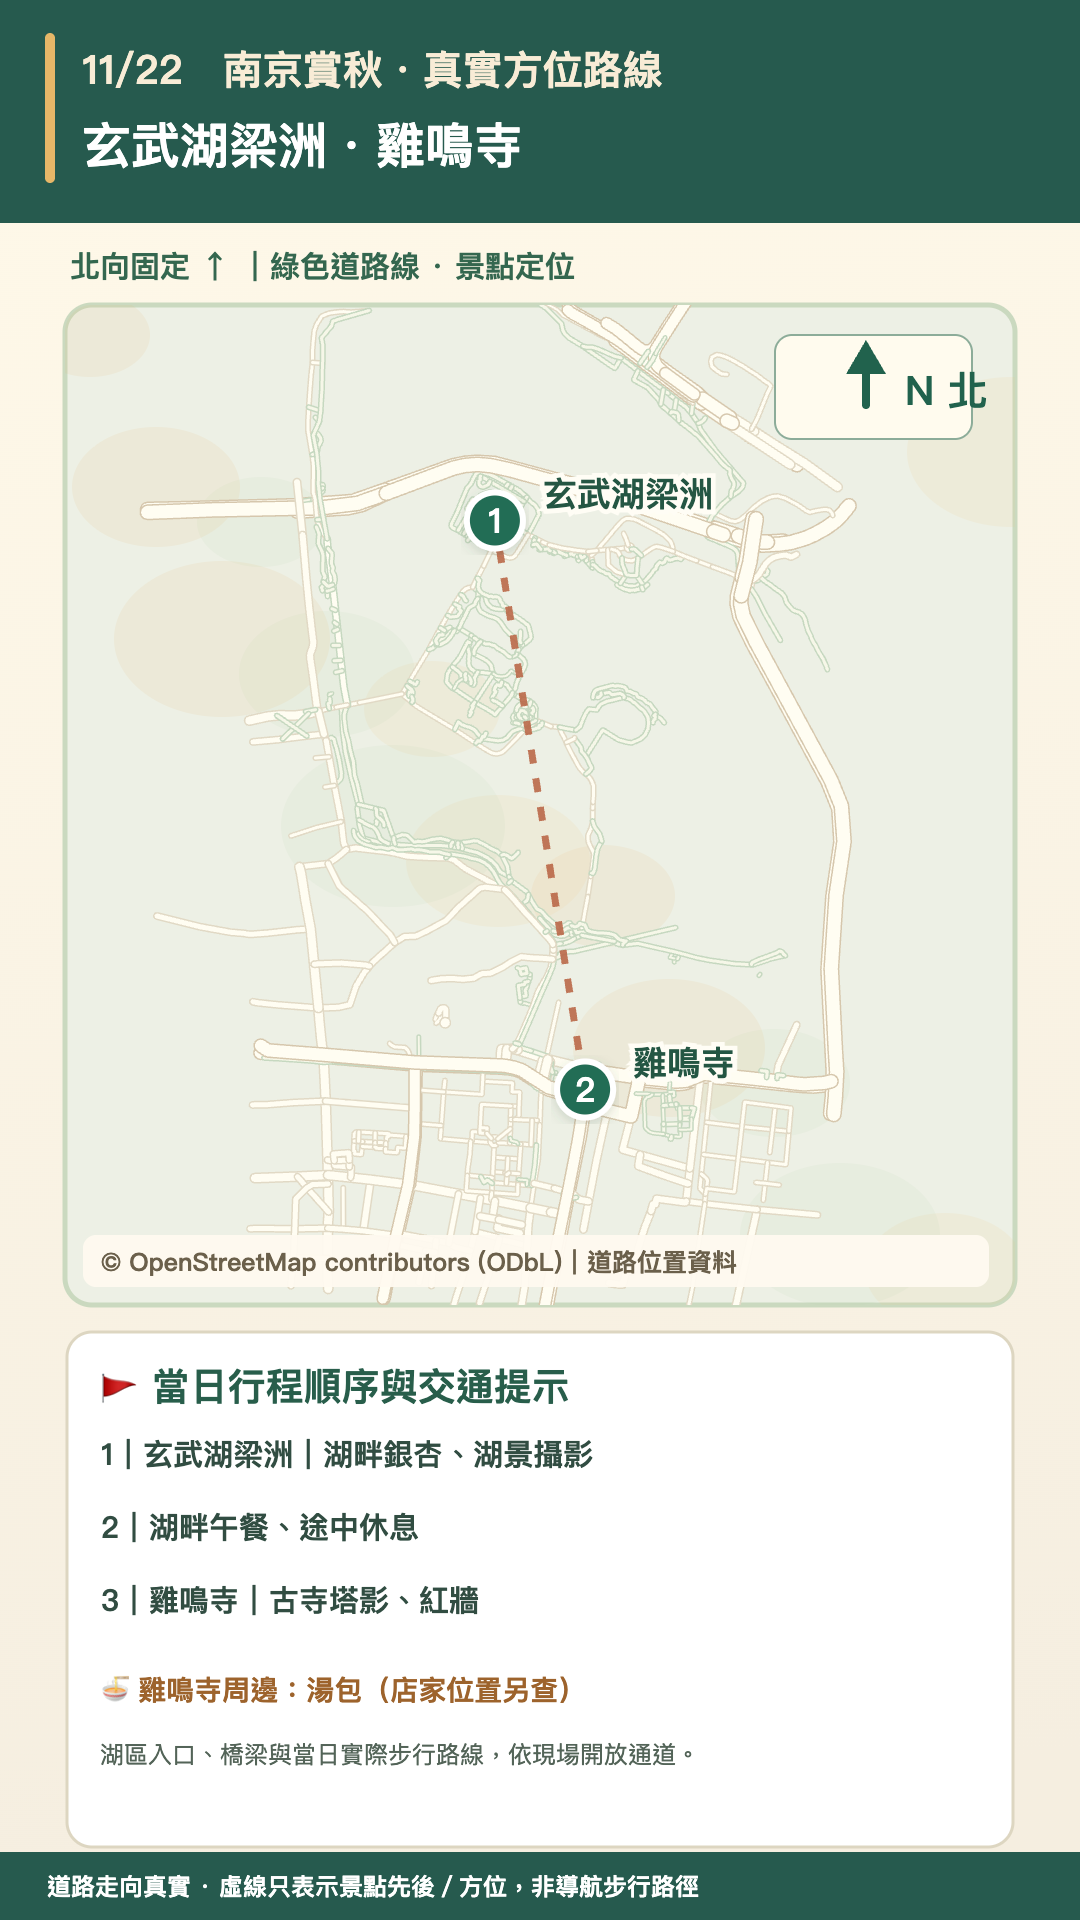 11/22　南京賞秋・真實方位路線
玄武湖梁洲・雞鳴寺
北向固定 ↑ ｜綠色道路線・景點定位
N 北
玄武湖梁洲
1
雞鳴寺
2
© OpenStreetMap contributors (ODbL)｜道路位置資料
🚩 當日行程順序與交通提示
1｜玄武湖梁洲｜湖畔銀杏、湖景攝影
2｜湖畔午餐、途中休息
3｜雞鳴寺｜古寺塔影、紅牆
🍜 雞鳴寺周邊：湯包（店家位置另查）
湖區入口、橋梁與當日實際步行路線，依現場開放通道。
道路走向真實・虛線只表示景點先後 / 方位，非導航步行路徑